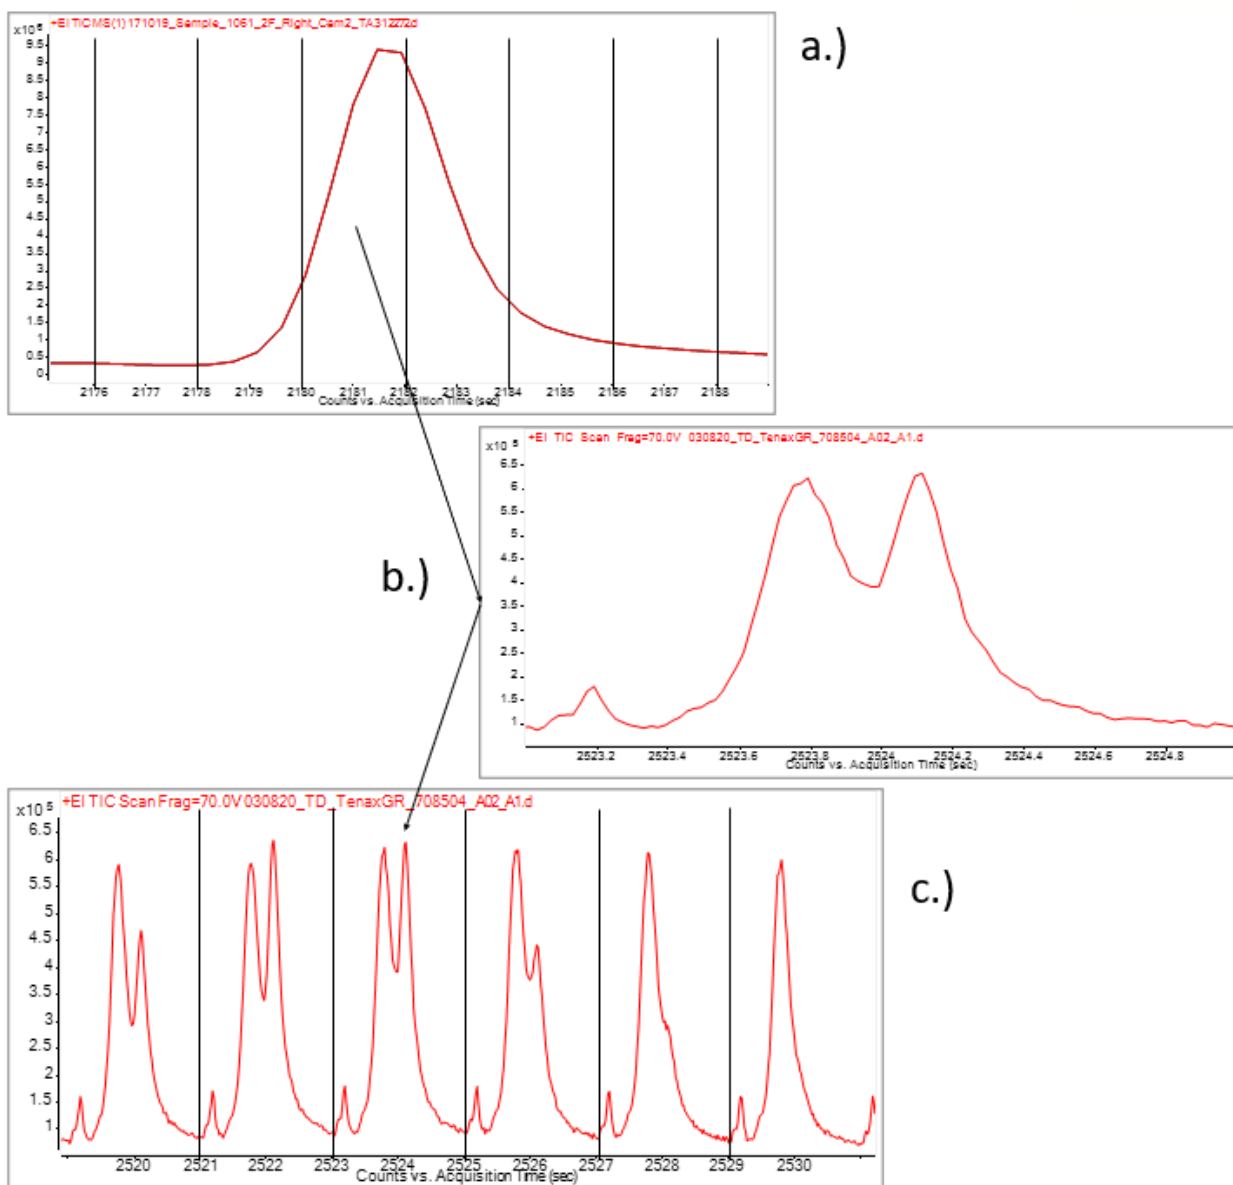 +EI TIC MS(1) 171019_Sample_1061_2F_Right_Cam2_TA312272.d
a.)
x10 6
9.5
9
8.5
8
7.5
7
6.5
6
5.5
5
4.5
4
3.5
3
2.5
2
1.5
1
0.5
0
2176 2177 2178 2179 2180 2181 2182 2183 2184 2185 2186 2187 2188
Counts vs. Acquisition Time (sec)
b.)
+EI TIC Scan Frag=70.0V 030820_TD_TenaxGR_708504_A02_A1.d
x10 5
6.5
6
5.5
5
4.5
4
3.5
3
2.5
2
1.5
1
2523.2 2523.4 2523.6 2523.8 2524 2524.2 2524.4 2524.6 2524.8
Counts vs. Acquisition Time (sec)
+EI TIC Scan Frag=70.0V 030820_TD_TenaxGR_708504_A02_A1.d
c.)
x10 5
6.5
6
5.5
5
4.5
4
3.5
3
2.5
2
1.5
1
2520 2521 2522 2523 2524 2525 2526 2527 2528 2529 2530
Counts vs. Acquisition Time (sec)